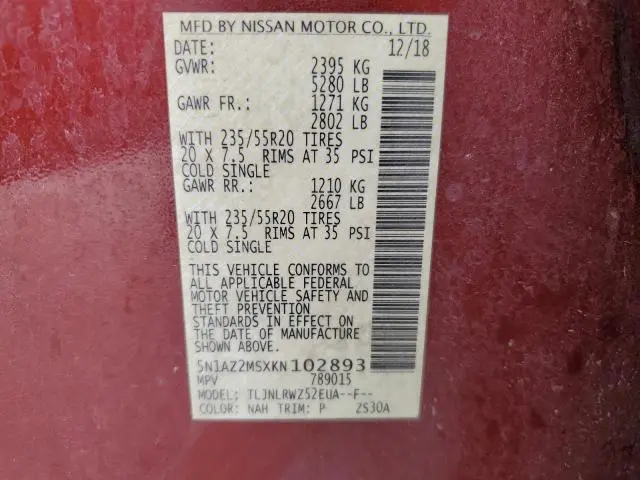 MFD BY NISSAN MOTOR CO., LTD.
DATE: 12/18
GVWR: 2395 KG
5280 LB
GAWR FR.: 1271 KG
2802 LB
WITH 235/55R20 TIRES
20 X 7.5 RIMS AT 35 PSI
COLD SINGLE
GAWR RR.: 1210 KG
2667 LB
WITH 235/55R20 TIRES
20 X 7.5 RIMS AT 35 PSI
COLD SINGLE
THIS VEHICLE CONFORMS TO
ALL APPLICABLE FEDERAL
MOTOR VEHICLE SAFETY AND
THEFT PREVENTION
STANDARDS IN EFFECT ON
THE DATE OF MANUFACTURE
SHOWN ABOVE.
5N1AZ2MSXKN102893
MPV 789015
MODEL: TLJNLRWZ52EUA--F--
COLOR: NAH TRIM: P ZS30A